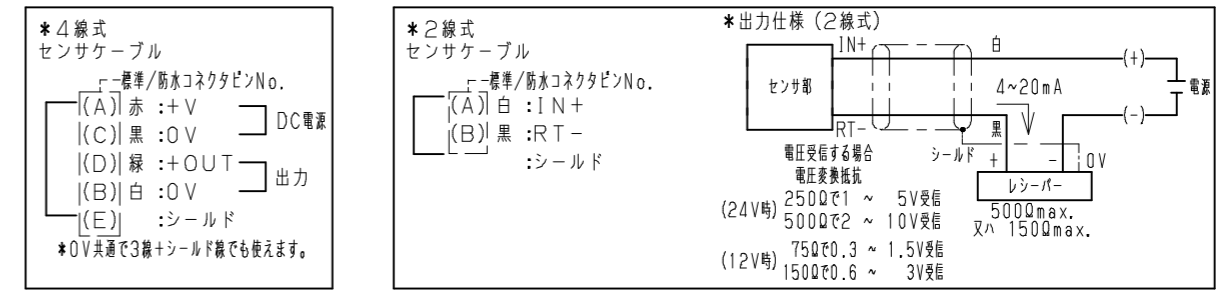 *4線式
センサケーブル
標準/防水コネクタピンNo.
(A) 赤 :+V
(C) 黒 :0V
DC電源
(D) 緑 :+OUT
(B) 白 :0V
出力
(E) :シールド
*0V共通で3線+シールド線でも使えます。
*2線式
センサケーブル
標準/防水コネクタピンNo.
(A) 白 :IN+
(B) 黒 :RT-
:シールド
*出力仕様(2線式)
IN+ 白 (+)
センサ部
4~20mA
電源
RT- 黒 (-)
シールド
+ - 0V
レシーバー
500Ωmax.
又ハ 150Ωmax.
電圧受信する場合
電圧変換抵抗
(24V時) 250Ωで1 ~ 5V受信
500Ωで2 ~ 10V受信
(12V時) 75Ωで0.3 ~ 1.5V受信
150Ωで0.6 ~ 3V受信